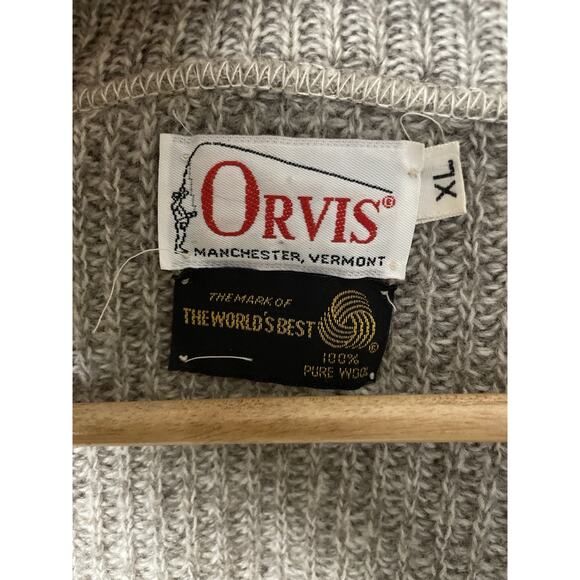 ORVIS®
MANCHESTER, VERMONT
XL
THE MARK OF
THE WORLD'S BEST
®
100%
PURE WOOL